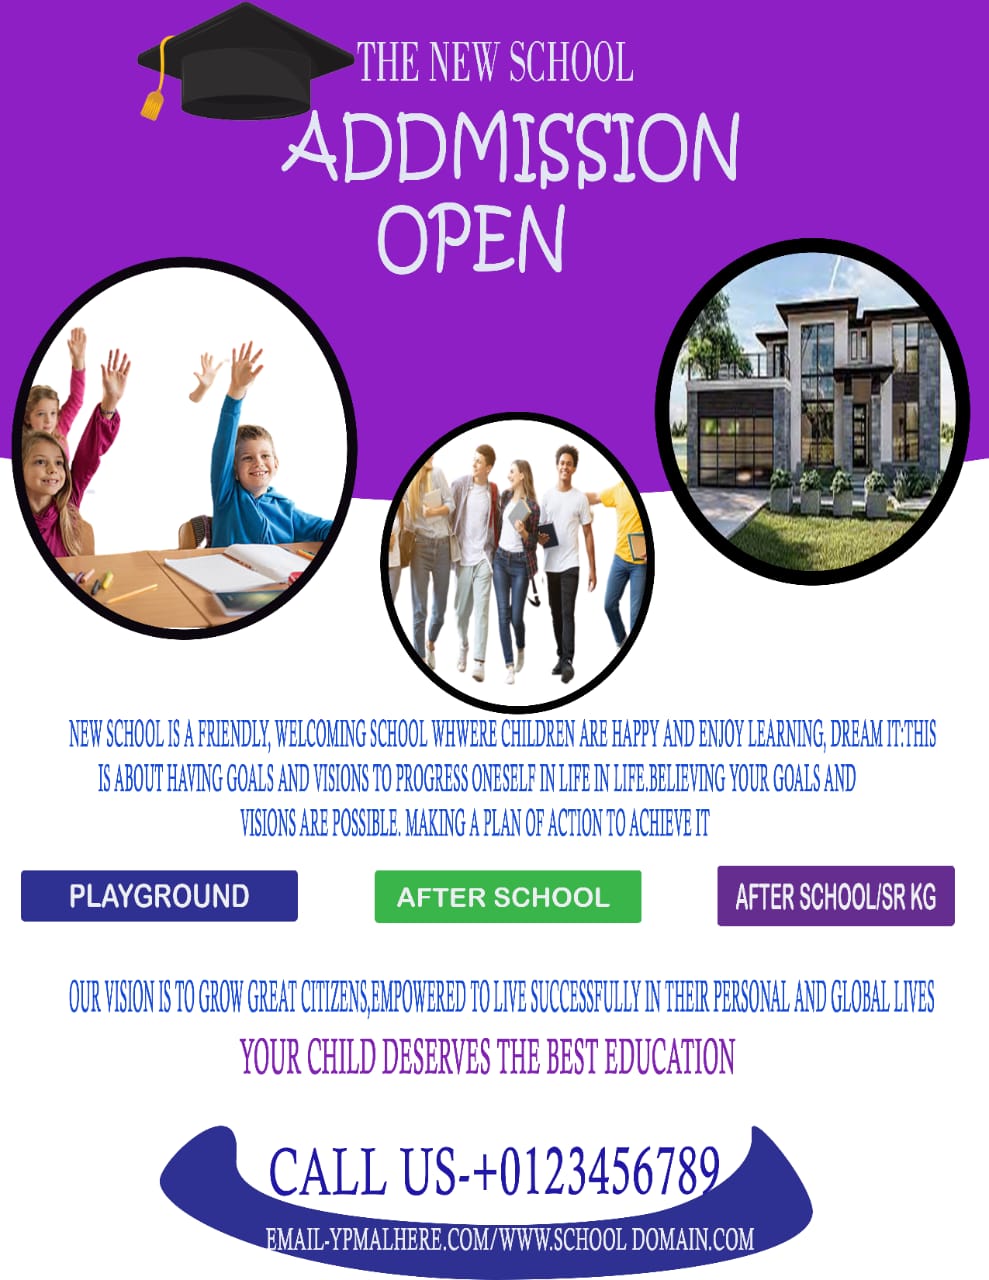 THE NEW SCHOOL
ADDMISSION
OPEN
NEW SCHOOL IS A FRIENDLY, WELCOMING SCHOOL WHWERE CHILDREN ARE HAPPY AND ENJOY LEARNING, DREAM IT:THIS
IS ABOUT HAVING GOALS AND VISIONS TO PROGRESS ONESELF IN LIFE IN LIFE.BELIEVING YOUR GOALS AND
VISIONS ARE POSSIBLE. MAKING A PLAN OF ACTION TO ACHIEVE IT
PLAYGROUND
AFTER SCHOOL
AFTER SCHOOL/SR KG
OUR VISION IS TO GROW GREAT CITIZENS,EMPOWERED TO LIVE SUCCESSFULLY IN THEIR PERSONAL AND GLOBAL LIVES
YOUR CHILD DESERVES THE BEST EDUCATION
CALL US-+0123456789
EMAIL-YPMALHERE.COM/WWW.SCHOOL DOMAIN.COM